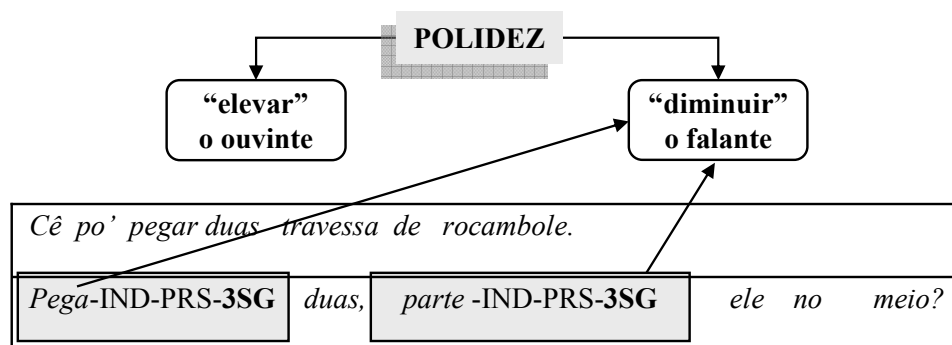 POLIDEZ
“elevar”
o ouvinte
“diminuir”
o falante
Cê po’ pegar duas travessa de rocambole.
Pega-IND-PRS-3SG duas, parte -IND-PRS-3SG ele no meio?